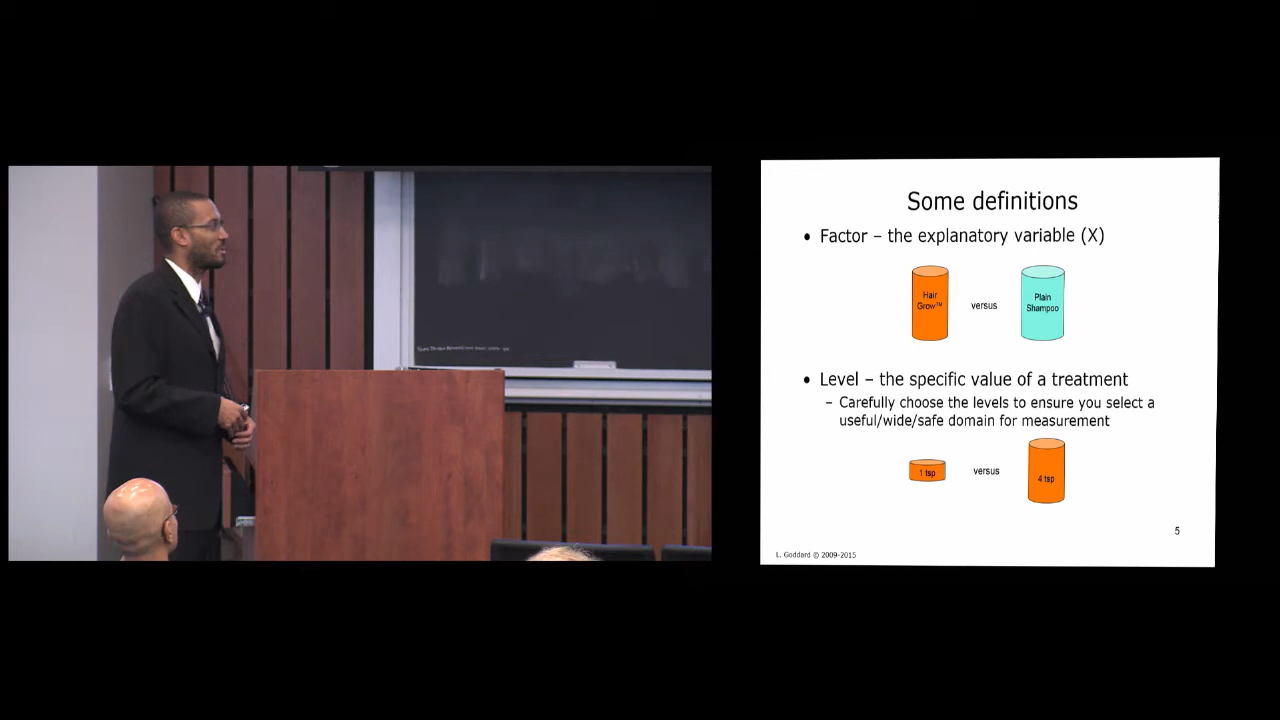 Some definitions
• Factor – the explanatory variable (X)
Hair
Grow™
versus
Plain
Shampoo
• Level – the specific value of a treatment
– Carefully choose the levels to ensure you select a
useful/wide/safe domain for measurement
1 tsp
versus
4 tsp
5
L. Goddard © 2009-2015